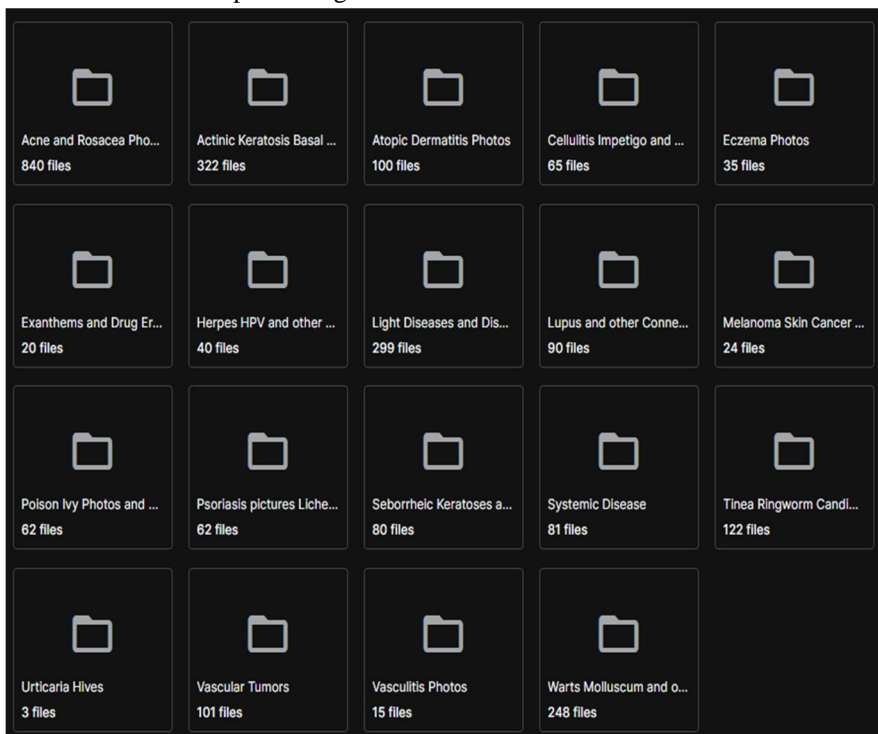 Acne and Rosacea Pho...
840 files
Actinic Keratosis Basal ...
322 files
Atopic Dermatitis Photos
100 files
Cellulitis Impetigo and ...
65 files
Eczema Photos
35 files
Exanthems and Drug Er...
20 files
Herpes HPV and other ...
40 files
Light Diseases and Dis...
299 files
Lupus and other Conne...
90 files
Melanoma Skin Cancer ...
24 files
Poison Ivy Photos and ...
62 files
Psoriasis pictures Liche...
62 files
Seborrheic Keratoses a...
80 files
Systemic Disease
81 files
Tinea Ringworm Candi...
122 files
Urticaria Hives
3 files
Vascular Tumors
101 files
Vasculitis Photos
15 files
Warts Molluscum and o...
248 files